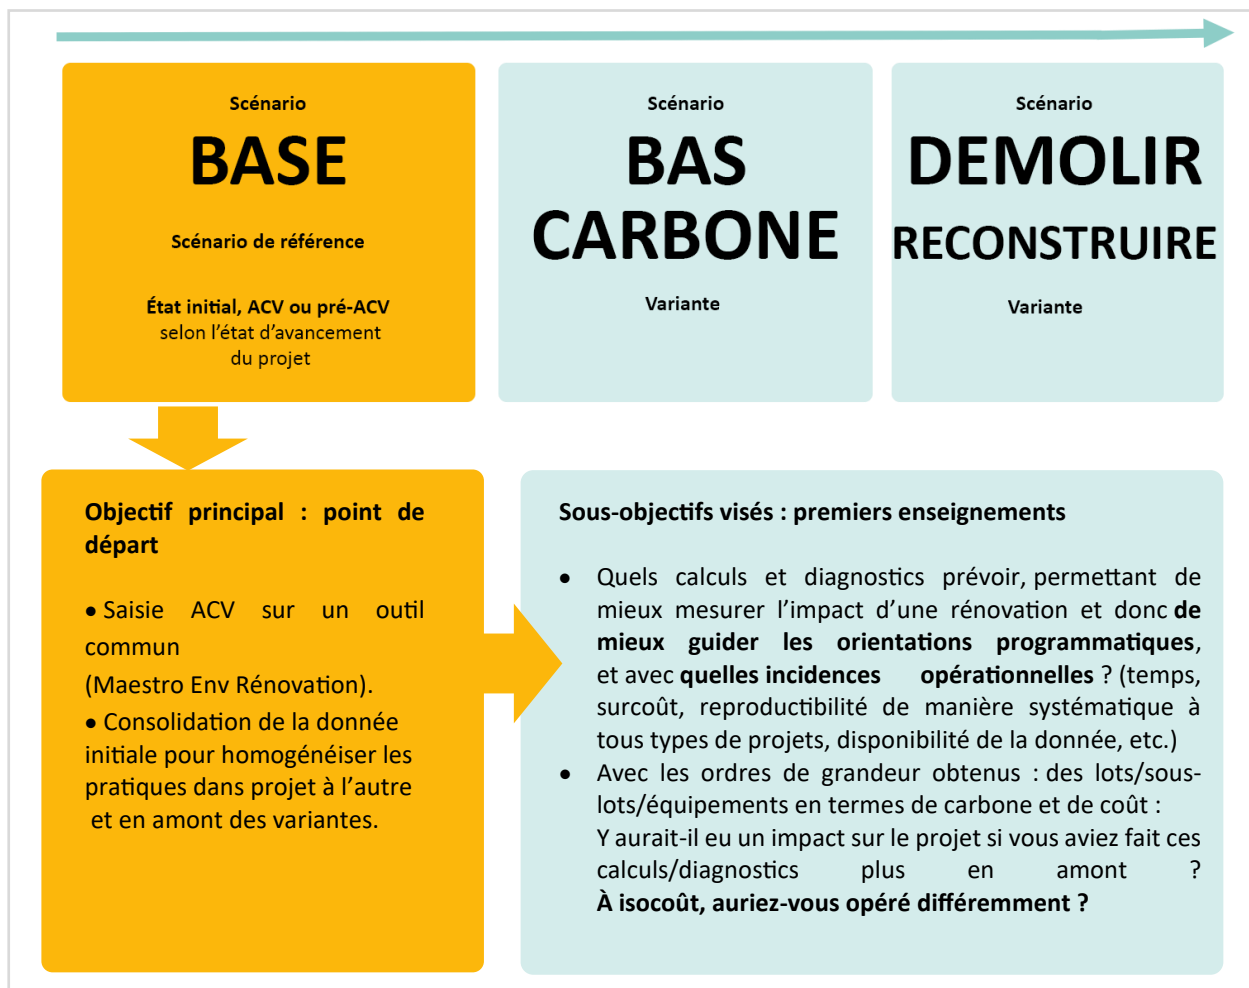 Scénario
BASE
Scénario de référence
État initial, ACV ou pré-ACV
selon l’état d’avancement
du projet
Scénario
BAS
CARBONE
Variante
Scénario
DEMOLIR
RECONSTRUIRE
Variante
Objectif principal : point de
départ
• Saisie ACV sur un outil
commun
(Maestro Env Rénovation).
• Consolidation de la donnée
initiale pour homogénéiser les
pratiques dans projet à l’autre
et en amont des variantes.
Sous-objectifs visés : premiers enseignements
• Quels calculs et diagnostics prévoir, permettant de
mieux mesurer l’impact d’une rénovation et donc de
mieux guider les orientations programmatiques,
et avec quelles incidences opérationnelles ? (temps,
surcoût, reproductibilité de manière systématique à
tous types de projets, disponibilité de la donnée, etc.)
• Avec les ordres de grandeur obtenus : des lots/sous-
lots/équipements en termes de carbone et de coût :
Y aurait-il eu un impact sur le projet si vous aviez fait ces
calculs/diagnostics plus en amont ?
À isocoût, auriez-vous opéré différemment ?